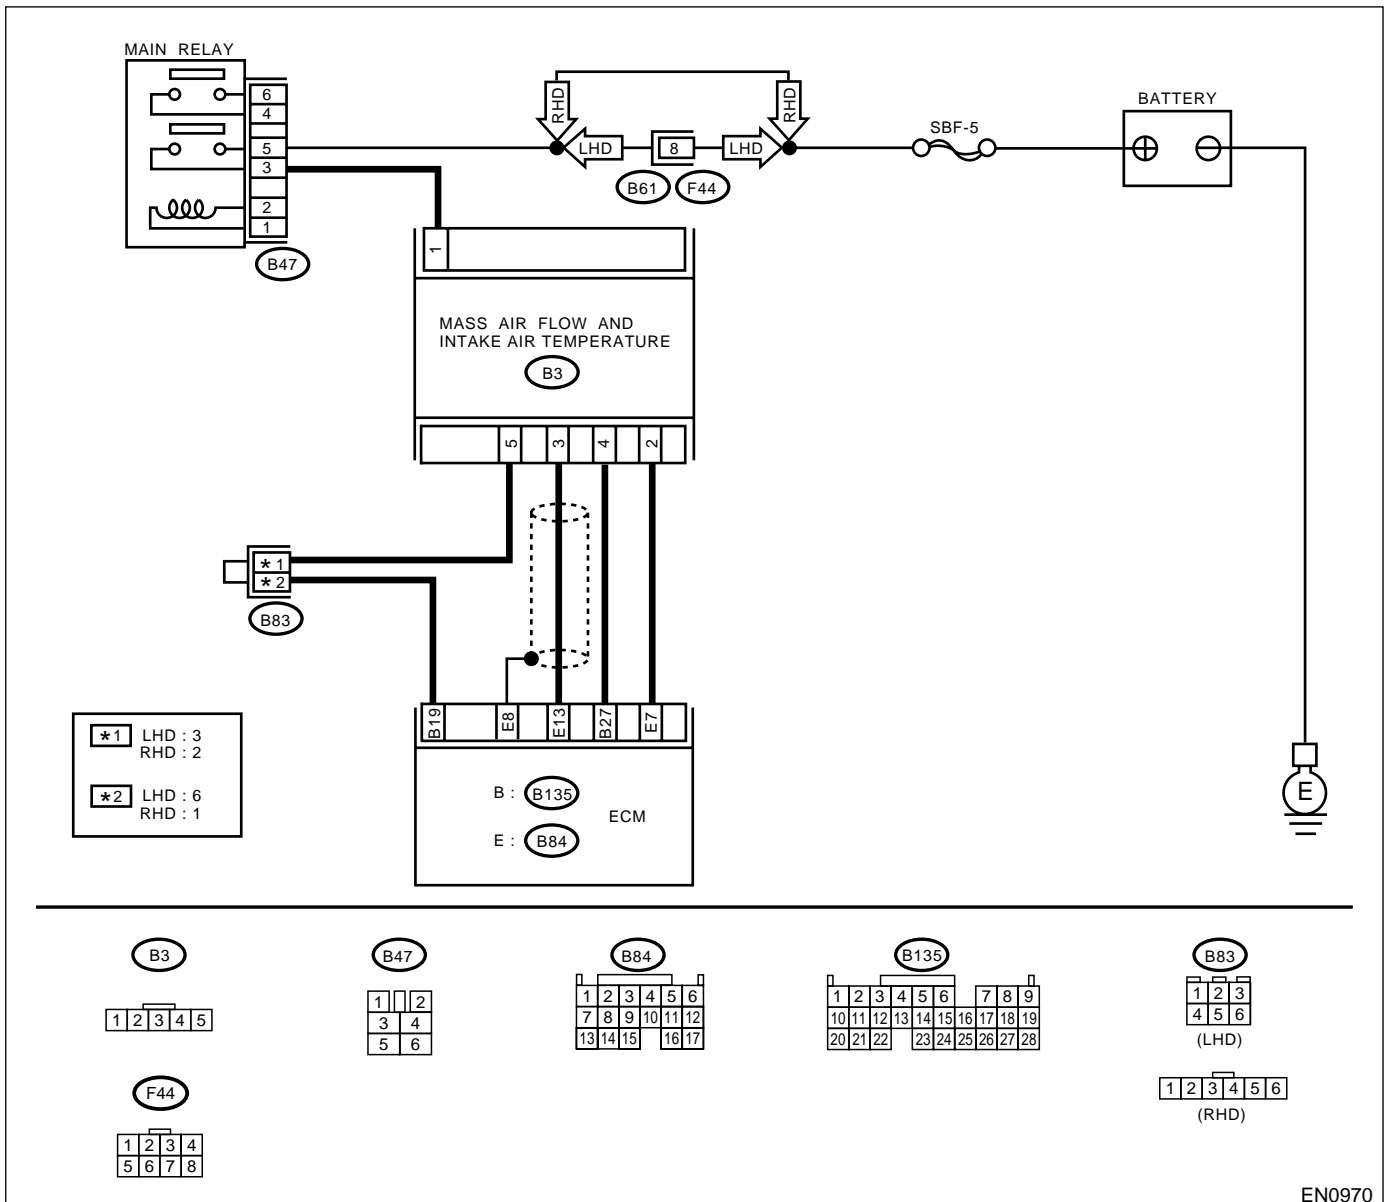 MAIN RELAY
6
4
5
3
2
1
B47
RHD
RHD
LHD
8
LHD
B61
F44
SBF-5
BATTERY
1
MASS AIR FLOW AND
INTAKE AIR TEMPERATURE
B3
5
3
4
2
*1
*2
B83
B19
E8
E13
B27
E7
B : B135
ECM
E : B84
*1 LHD : 3
RHD : 2
*2 LHD : 6
RHD : 1
E
B3
1 2 3 4 5
B47
1 2
3 4
5 6
B84
1 2 3 4 5 6
7 8 9 10 11 12
13 14 15 16 17
B135
1 2 3 4 5 6 7 8 9
10 11 12 13 14 15 16 17 18 19
20 21 22 23 24 25 26 27 28
B83
1 2 3
4 5 6
(LHD)
1 2 3 4 5 6
(RHD)
F44
1 2 3 4
5 6 7 8
EN0970